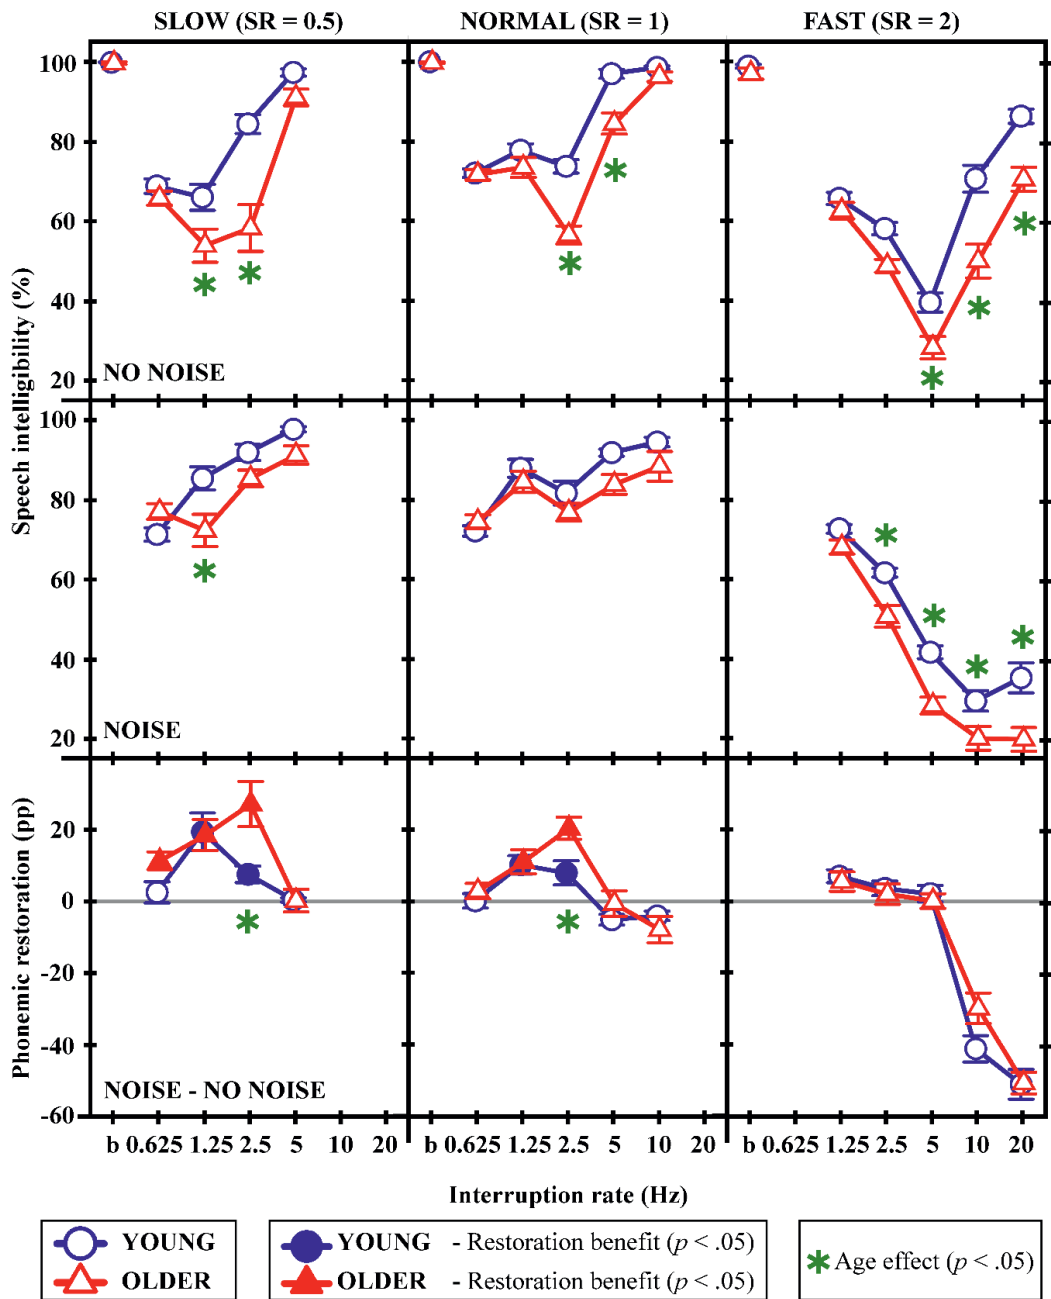 SLOW (SR = 0.5) NORMAL (SR = 1) FAST (SR = 2)
Speech intelligibility (%)
100
80
60
40
20
NO NOISE
100
80
60
40
20
NOISE
Phonemic restoration (pp)
20
0
-20
-40
-60
NOISE - NO NOISE
b 0.625 1.25 2.5 5 10 20 b 0.625 1.25 2.5 5 10 20 b 0.625 1.25 2.5 5 10 20
Interruption rate (Hz)
YOUNG YOUNG - Restoration benefit (p < .05)
OLDER OLDER - Restoration benefit (p < .05)
Age effect (p < .05)